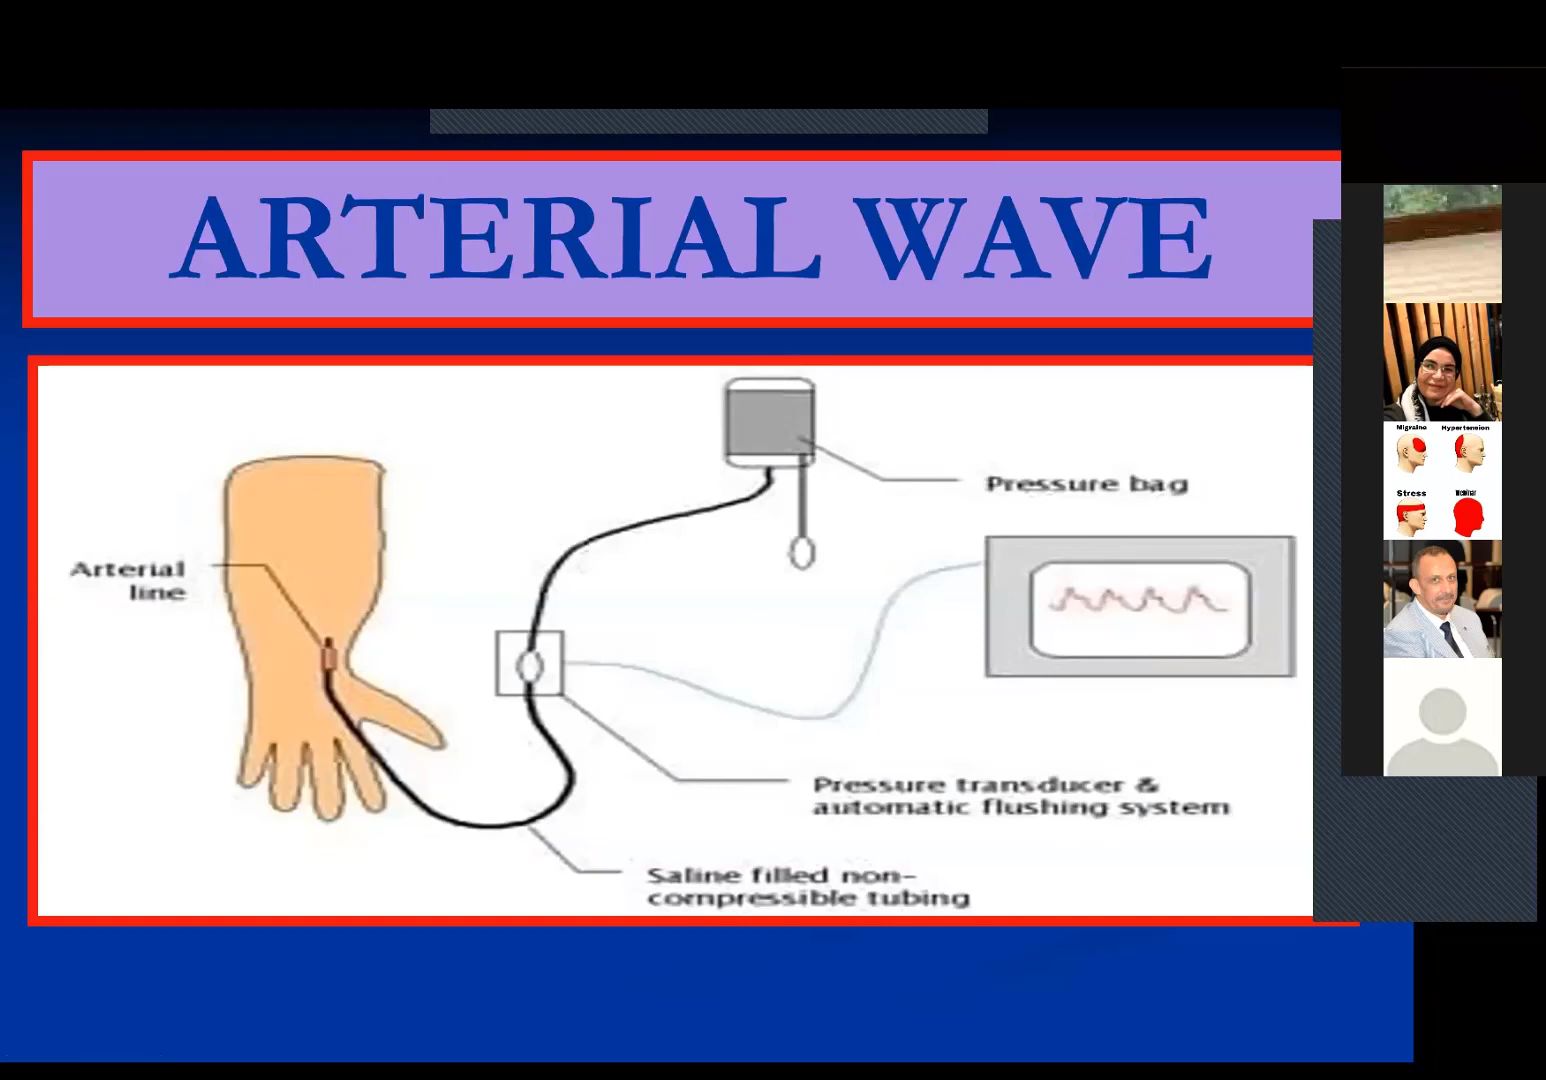 ARTERIAL WAVE
Pressure bag
Arterial
line
Pressure transducer &
automatic flushing system
Saline filled non-
compressible tubing
Migraine
Hypertension
Stress
Webinar